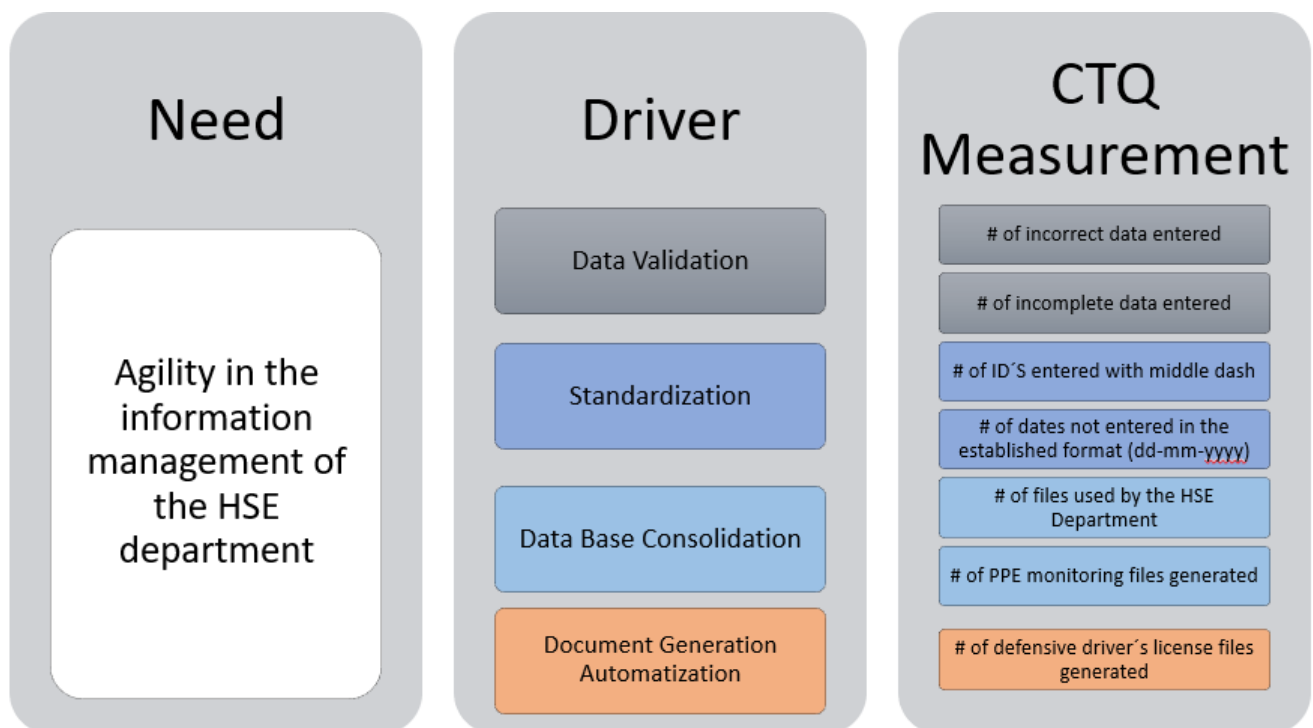 Need
Agility in the
information
management of
the HSE
department
Driver
Data Validation
Standardization
Data Base Consolidation
Document Generation
Automatization
CTQ
Measurement
# of incorrect data entered
# of incomplete data entered
# of ID´S entered with middle dash
# of dates not entered in the
established format (dd-mm-yyyy)
# of files used by the HSE
Department
# of PPE monitoring files generated
# of defensive driver´s license files
generated